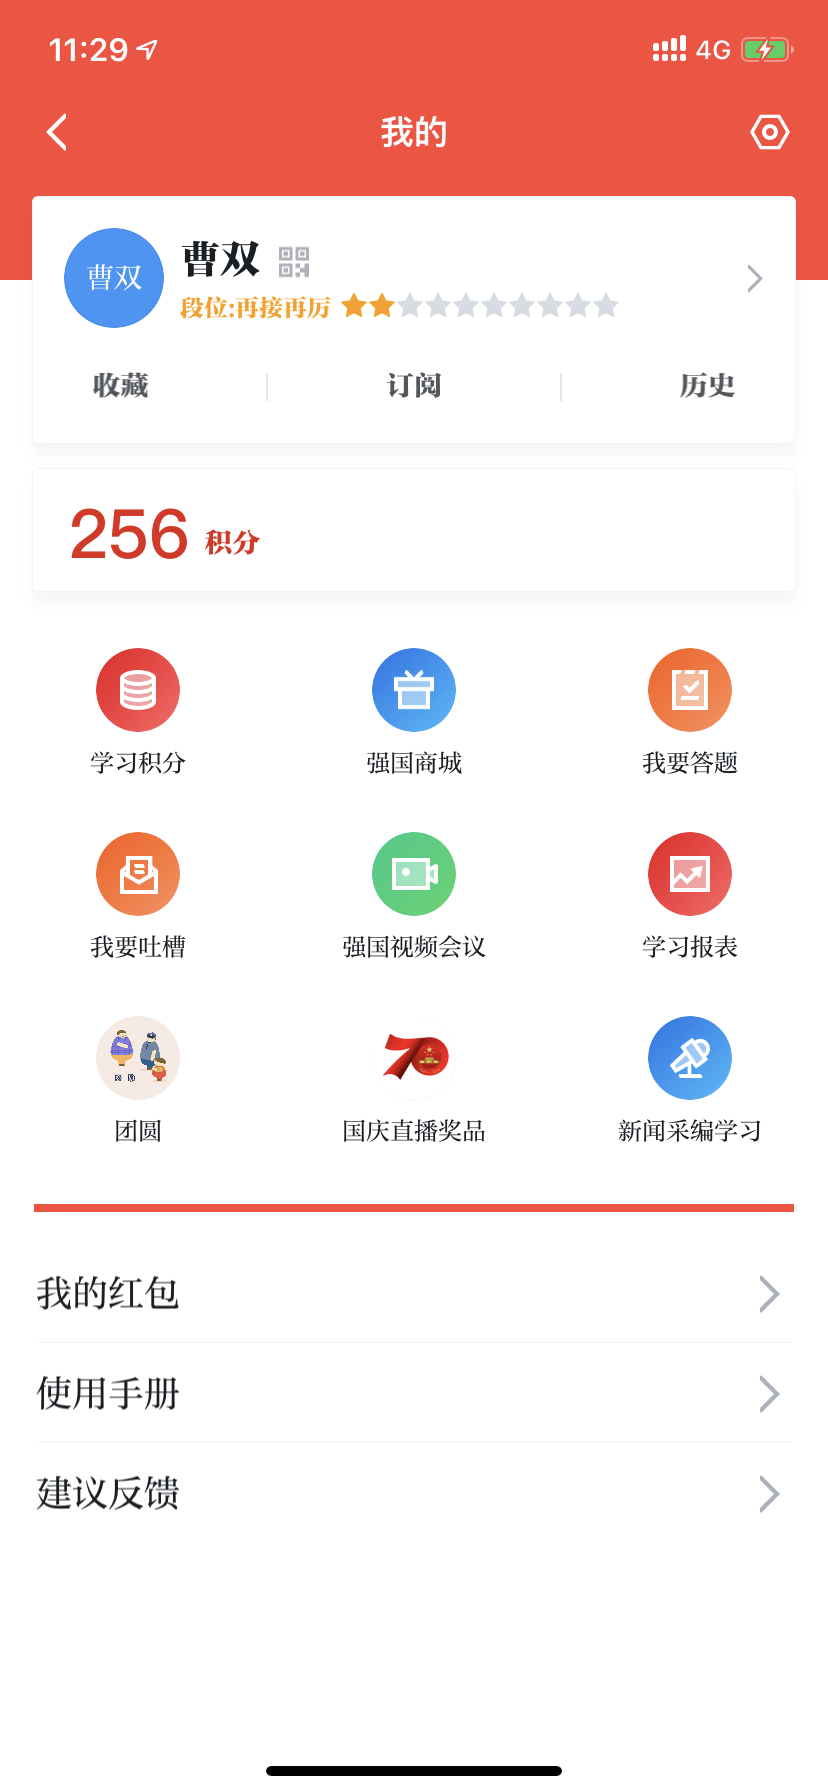 11:29 4G
我的
曹双 曹双
段位:再接再厉
收藏 订阅 历史
256 积分
学习积分 强国商城 我要答题
我要吐槽 强国视频会议 学习报表
70
团圆 国庆直播奖品 新闻采编学习
我的红包
使用手册
建议反馈